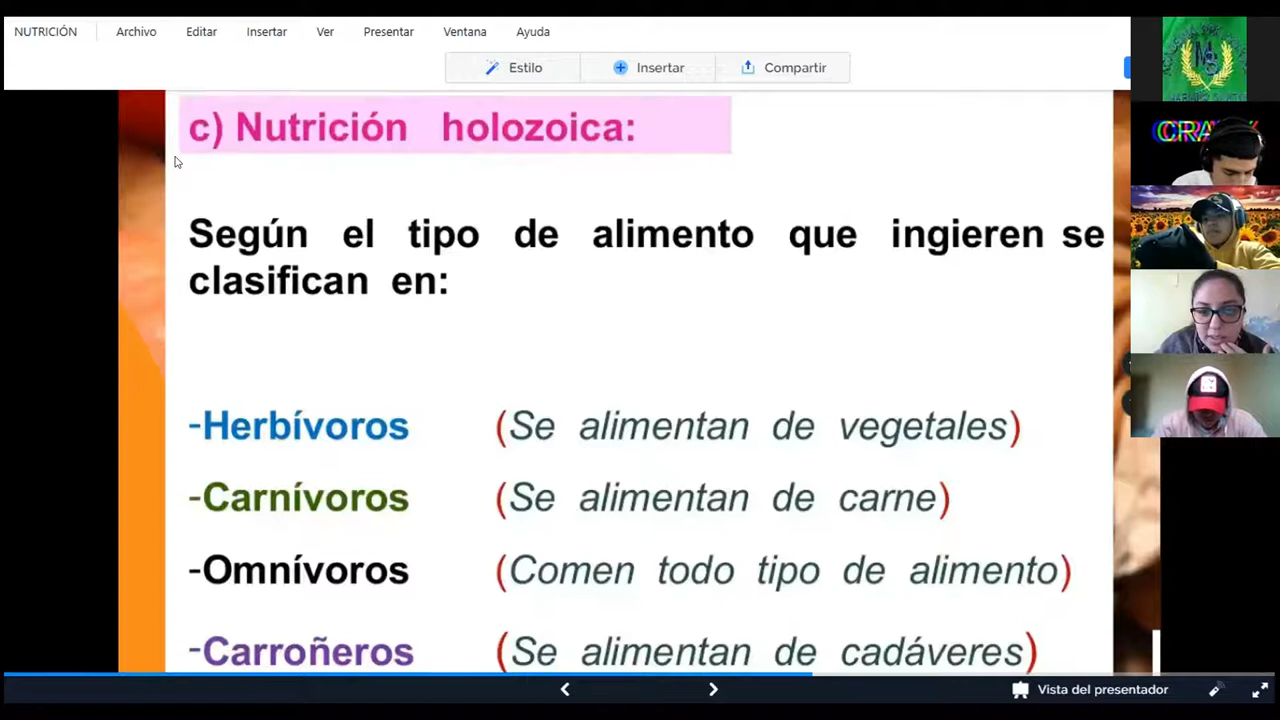 NUTRICIÓN Archivo Editar Insertar Ver Presentar Ventana Ayuda
Estilo Insertar Compartir
c) Nutrición holozoica:
Según el tipo de alimento que ingieren se
clasifican en:
-Herbívoros (Se alimentan de vegetales)
-Carnívoros (Se alimentan de carne)
-Omnívoros (Comen todo tipo de alimento)
-Carroñeros (Se alimentan de cadáveres)
Vista del presentador